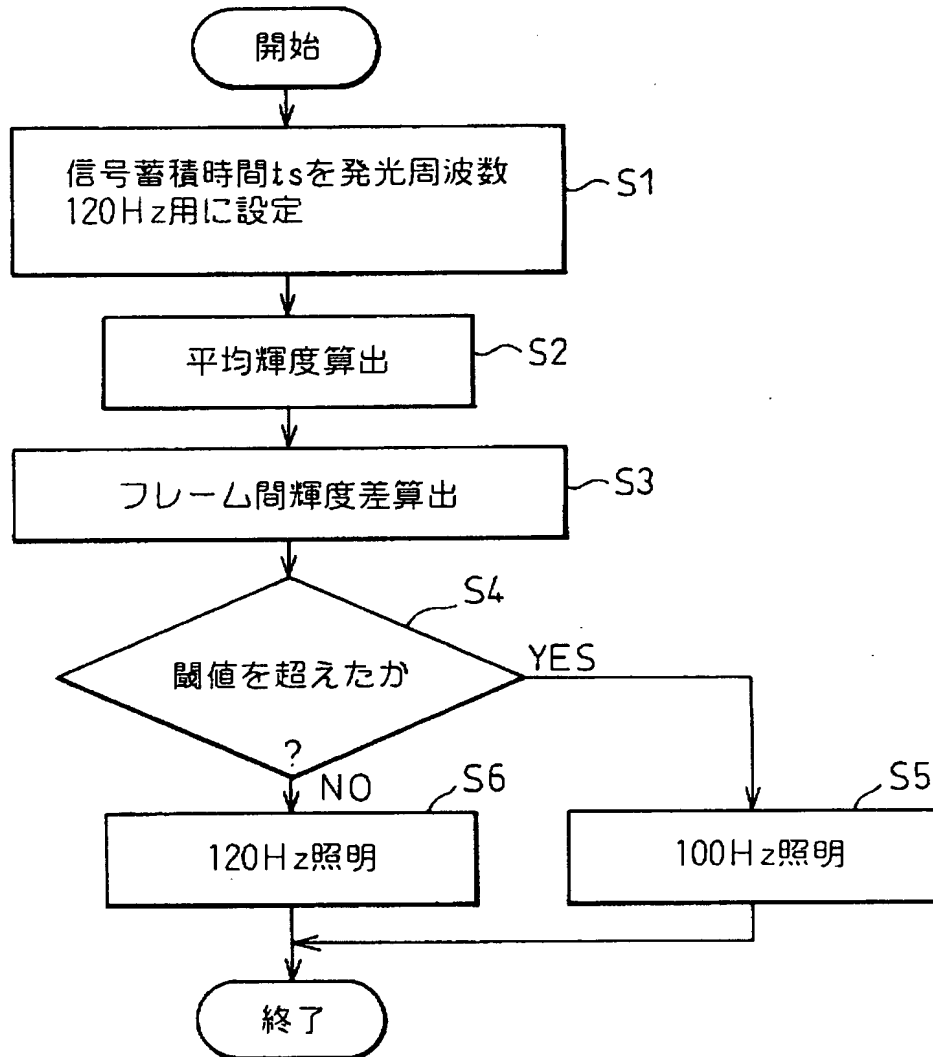 開始
信号蓄積時間tsを発光周波数
120Hz用に設定
S1
平均輝度算出
S2
フレーム間輝度差算出
S3
S4
閾値を超えたか
?
YES
NO
S6
120Hz照明
S5
100Hz照明
終了